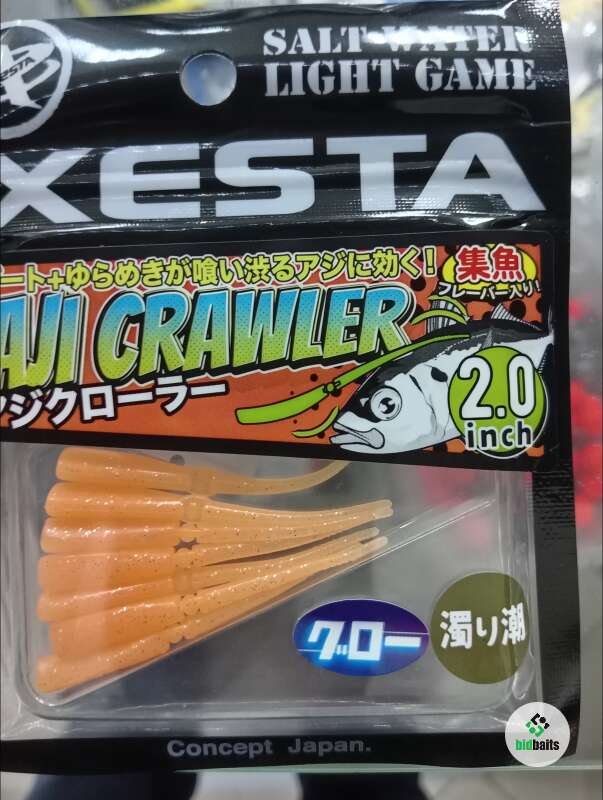 XESTA
SALT WATER
LIGHT GAME
XESTA
ート+ゆらめきが喰い渋るアジに効く!
集魚
フレーバー入り!
AJI CRAWLER
アジクローラー
2.0
inch
グロー
濁り潮
Concept Japan.
bidbaits